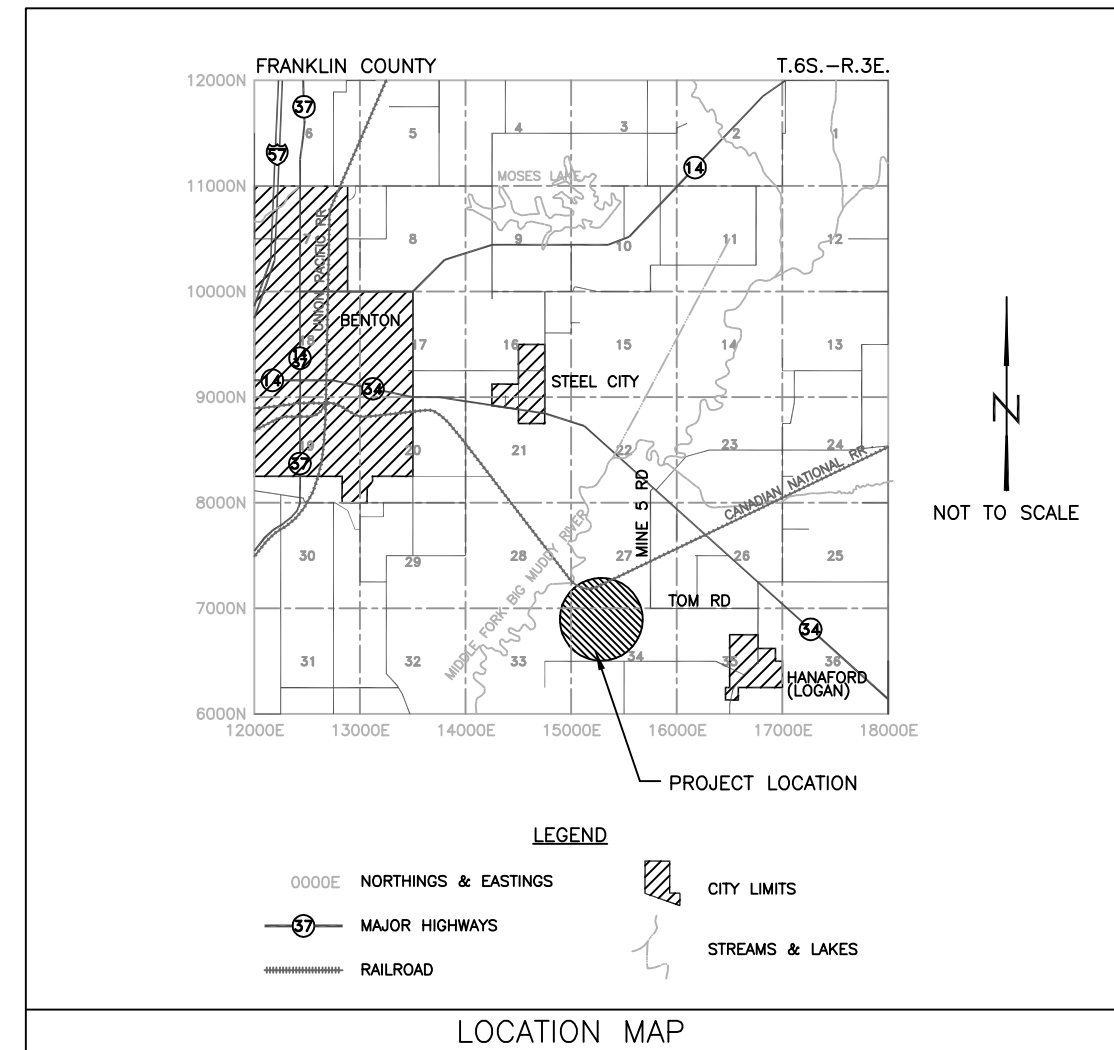 FRANKLIN COUNTY T.6S.–R.3E.
12000N
37
6 5 4 3 2 1
57
14
11000N
MOSES LAKE
7 8 9 10 11 12
UNION PACIFIC RR
10000N
BENTON
18 17 16 15 14 13
14
37
14
34
STEEL CITY
9000N
19 20 21 22 23 24
37
MINE 5 RD
CANADIAN NATIONAL RR
8000N
N
NOT TO SCALE
MIDDLE FORK BIG MUDDY RIVER
30 29 28 27 26 25
7000N
TOM RD
34
31 32 33 34 35 36
HANAFORD
(LOGAN)
6000N
12000E 13000E 14000E 15000E 16000E 17000E 18000E
PROJECT LOCATION
LEGEND
0000E NORTHINGS & EASTINGS
CITY LIMITS
37 MAJOR HIGHWAYS
STREAMS & LAKES
RAILROAD
LOCATION MAP